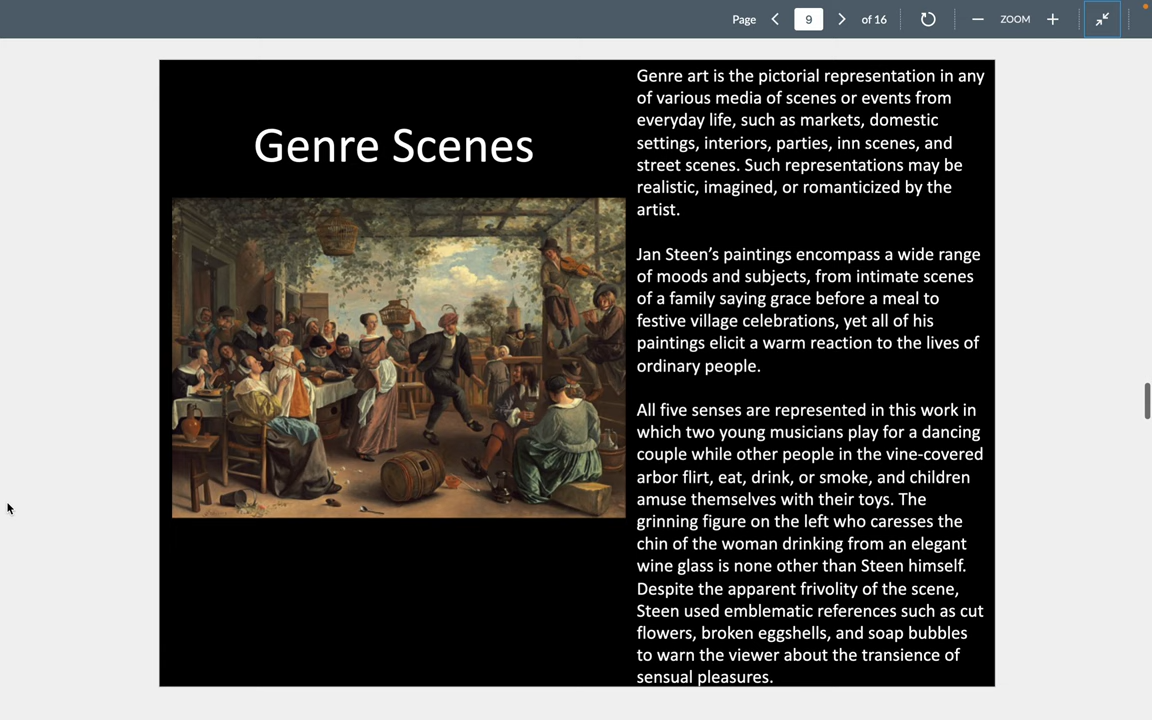 Page 9 of 16 ZOOM
Genre Scenes
Genre art is the pictorial representation in any
of various media of scenes or events from
everyday life, such as markets, domestic
settings, interiors, parties, inn scenes, and
street scenes. Such representations may be
realistic, imagined, or romanticized by the
artist.
Jan Steen’s paintings encompass a wide range
of moods and subjects, from intimate scenes
of a family saying grace before a meal to
festive village celebrations, yet all of his
paintings elicit a warm reaction to the lives of
ordinary people.
All five senses are represented in this work in
which two young musicians play for a dancing
couple while other people in the vine-covered
arbor flirt, eat, drink, or smoke, and children
amuse themselves with their toys. The
grinning figure on the left who caresses the
chin of the woman drinking from an elegant
wine glass is none other than Steen himself.
Despite the apparent frivolity of the scene,
Steen used emblematic references such as cut
flowers, broken eggshells, and soap bubbles
to warn the viewer about the transience of
sensual pleasures.